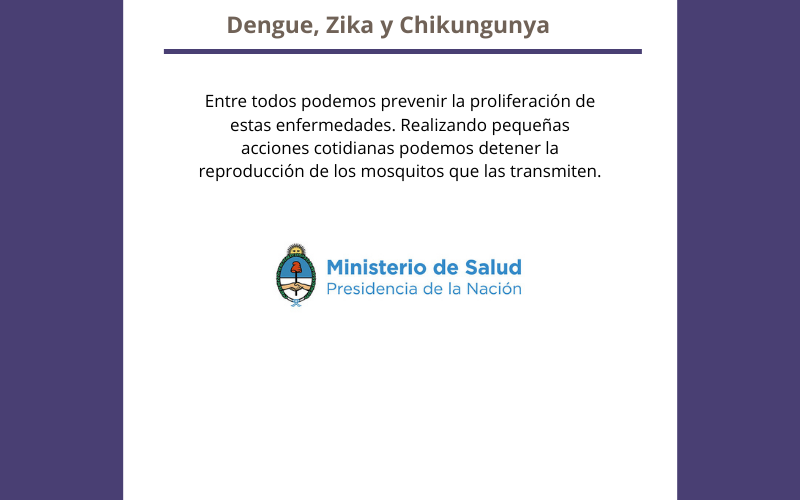 Dengue, Zika y Chikungunya
Entre todos podemos prevenir la proliferación de
estas enfermedades. Realizando pequeñas
acciones cotidianas podemos detener la
reproducción de los mosquitos que las transmiten.
Ministerio de Salud
Presidencia de la Nación